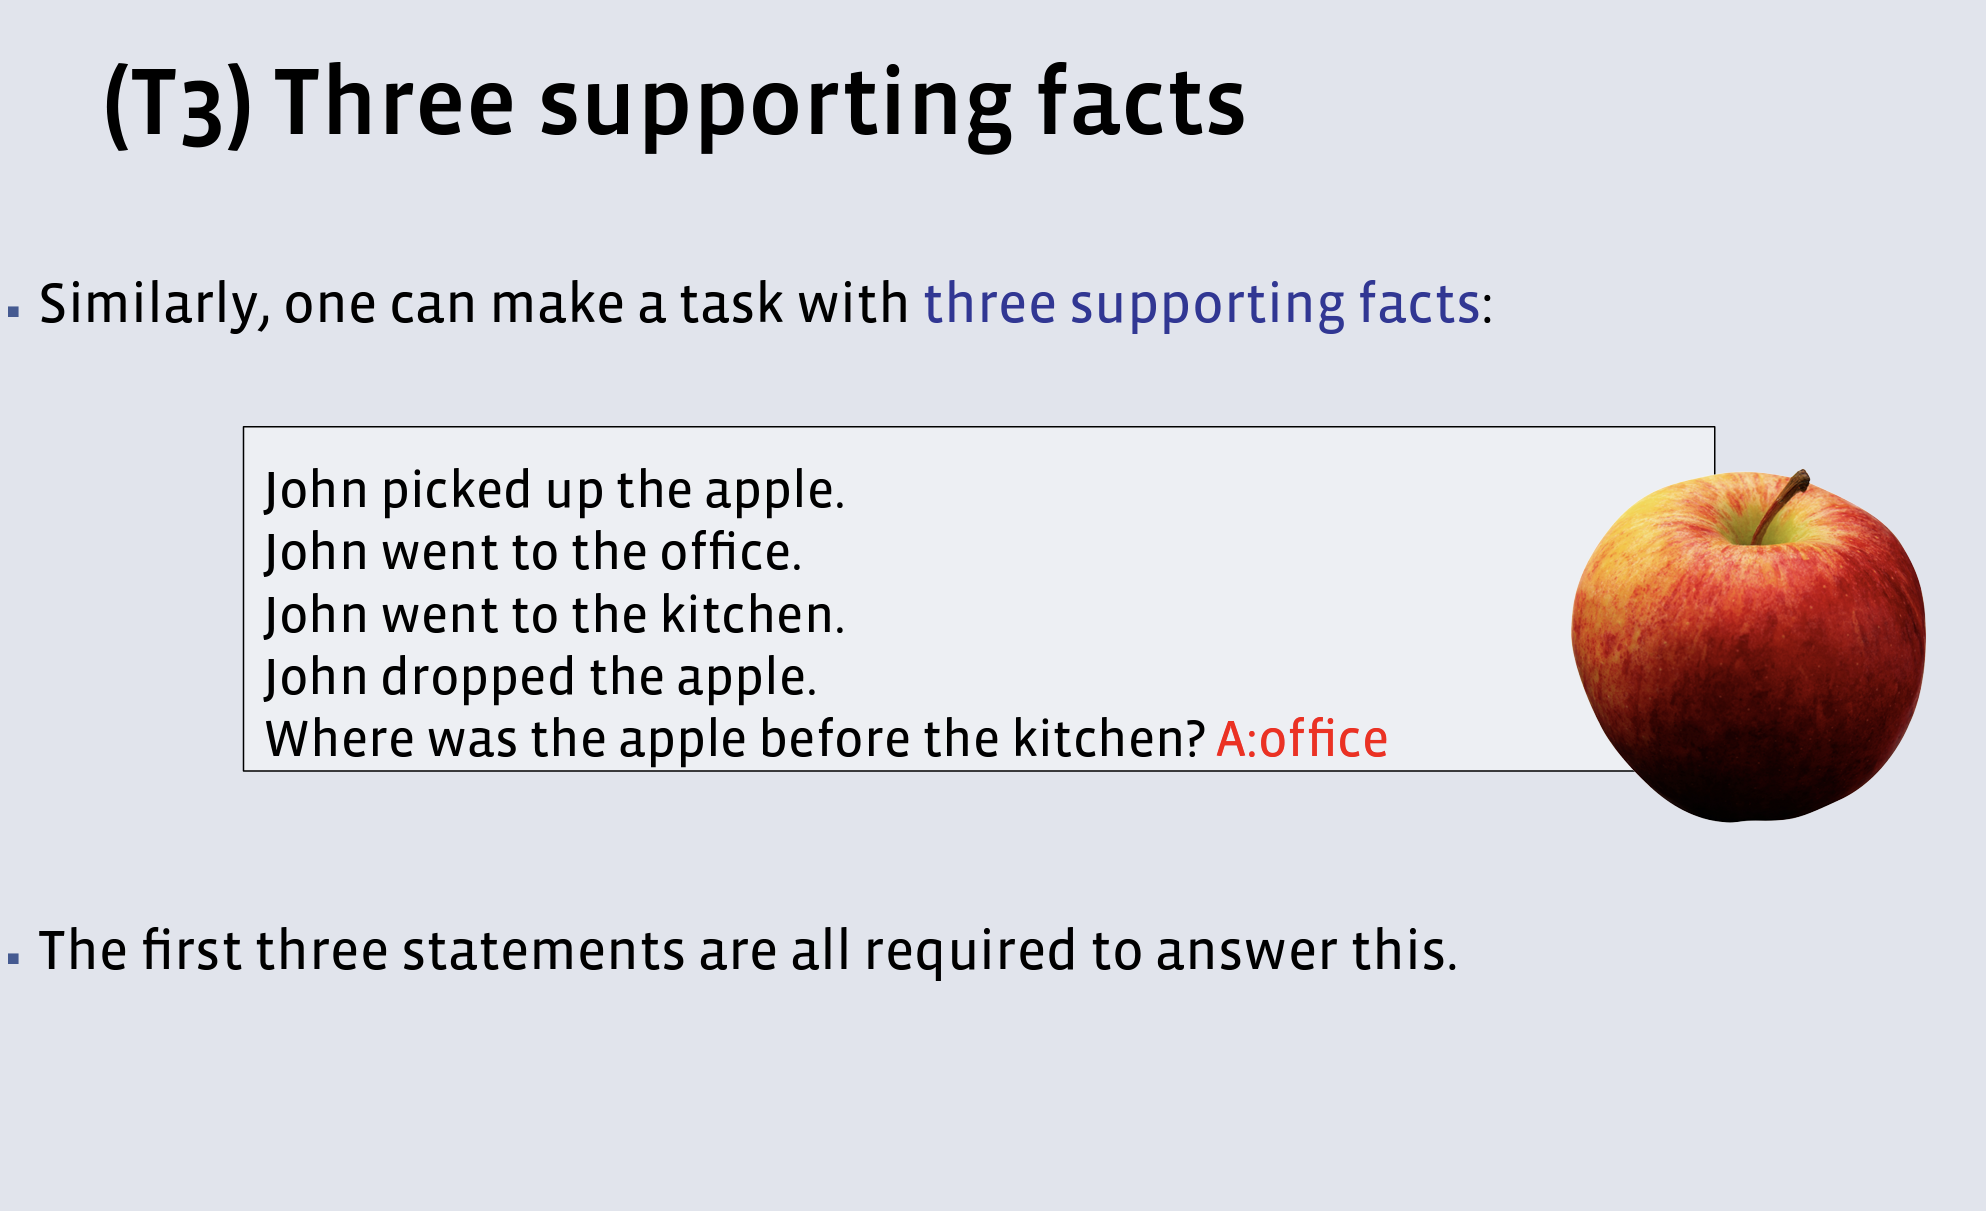 (T3) Three supporting facts
Similarly, one can make a task with three supporting facts:
John picked up the apple.
John went to the office.
John went to the kitchen.
John dropped the apple.
Where was the apple before the kitchen? A:office
The first three statements are all required to answer this.